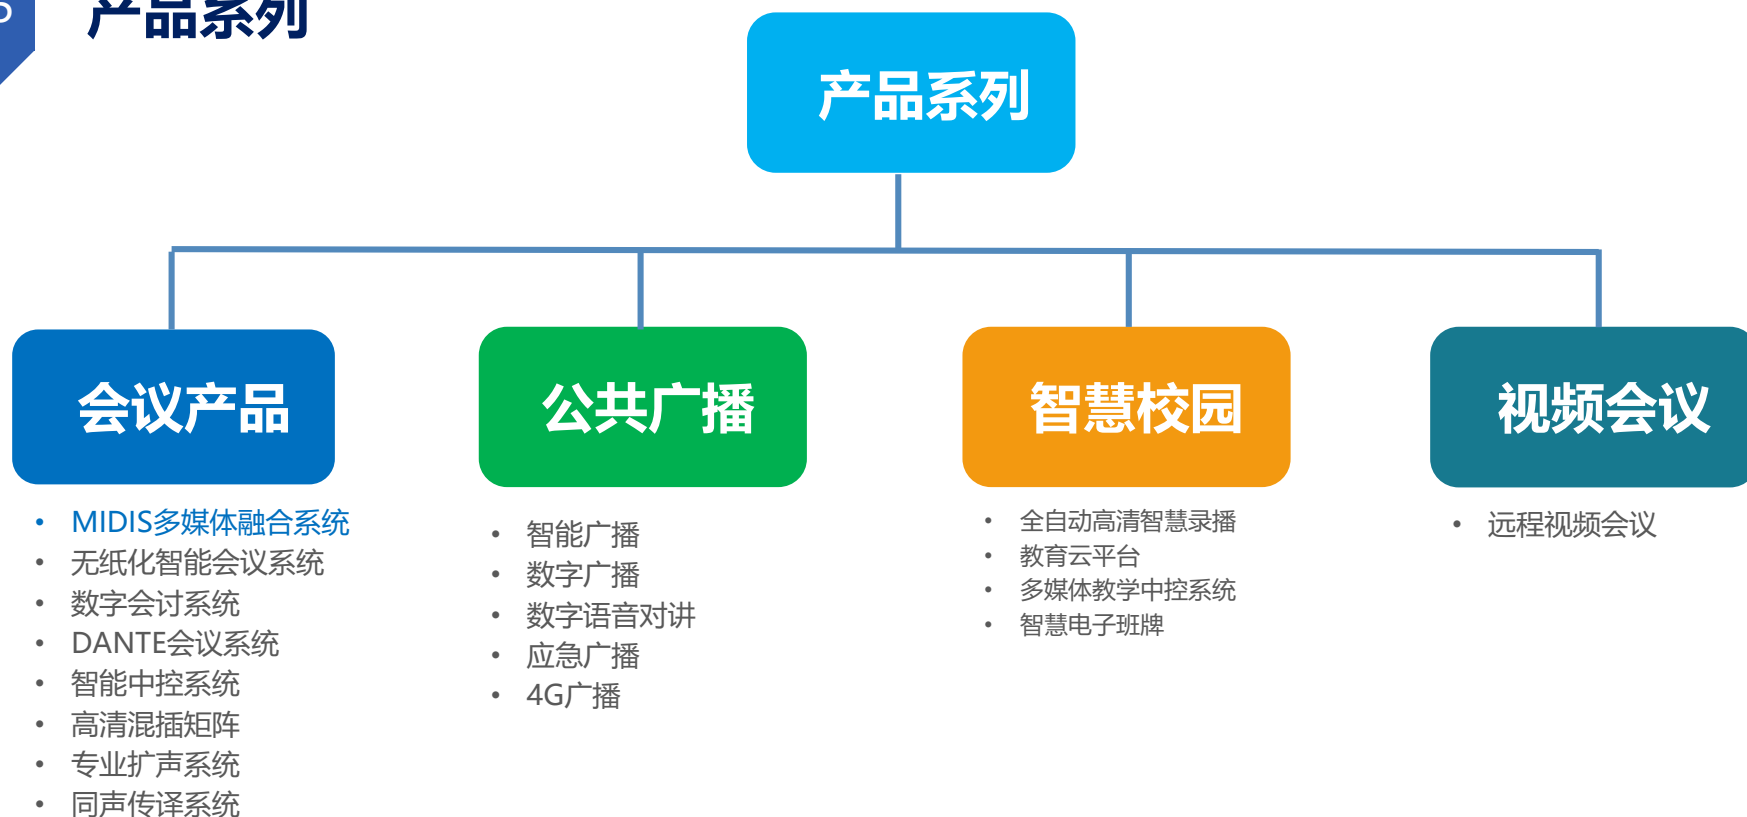 产品系列
产品系列
会议产品
公共广播
智慧校园
视频会议
• MIDIS多媒体融合系统
• 无纸化智能会议系统
• 数字会讨系统
• DANTE会议系统
• 智能中控系统
• 高清混插矩阵
• 专业扩声系统
• 同声传译系统
• 智能广播
• 数字广播
• 数字语音对讲
• 应急广播
• 4G广播
• 全自动高清智慧录播
• 教育云平台
• 多媒体教学中控系统
• 智慧电子班牌
• 远程视频会议